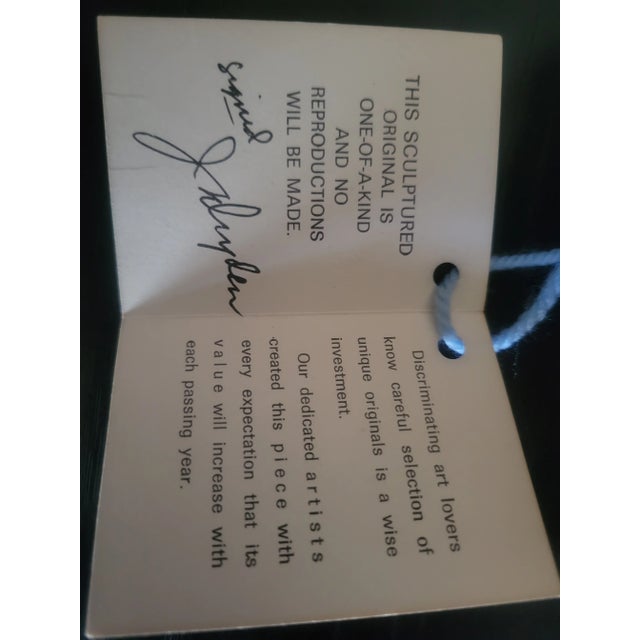 THIS SCULPTURED
ORIGINAL IS
ONE-OF-A-KIND
AND NO
REPRODUCTIONS
WILL BE MADE.
signed
J Dryden
Discriminating art lovers
know careful selection of
unique originals is a wise
investment.
Our dedicated artists
created this piece with
every expectation that its
value will increase with
each passing year.